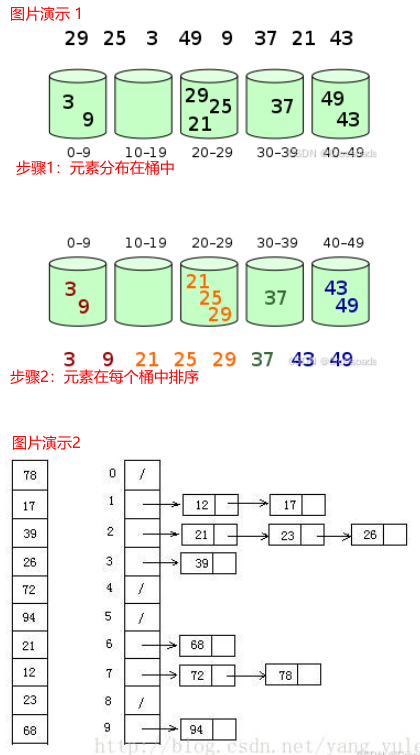 图片演示 1
29 25 3 49 9 37 21 43
3 9 29 25 21 37 49 43
0–9 10–19 20–29 30–39 40–49
步骤1：元素分布在桶中
0–9 10–19 20–29 30–39 40–49
3 9 21 25 29 37 43 49
3 9 21 25 29 37 43 49
步骤2：元素在每个桶中排序
图片演示2
78 0 /
17 1 12 17
39 2 21 23 26
26 3 39
72 4 /
94 5 /
21 6 68
12 7 72 78
23 8 /
68 9 94
http://blog.csdn.net/yang_yul